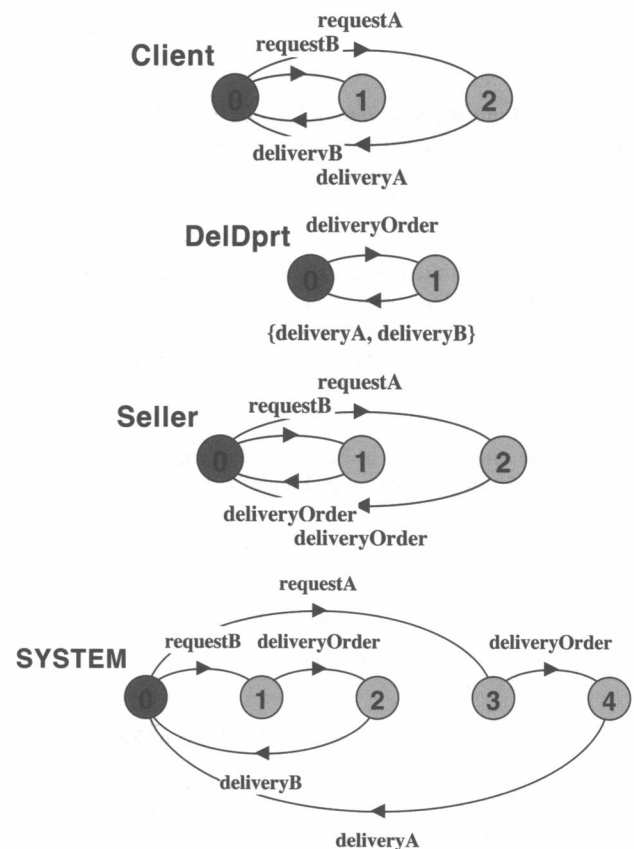 requestA
requestB
Client
0 1 2
deliveryB
deliveryA
deliveryOrder
DelDprt
0 1
{deliveryA, deliveryB}
requestA
requestB
Seller
0 1 2
deliveryOrder
deliveryOrder
requestA
requestB deliveryOrder deliveryOrder
SYSTEM
0 1 2 3 4
deliveryB
deliveryA